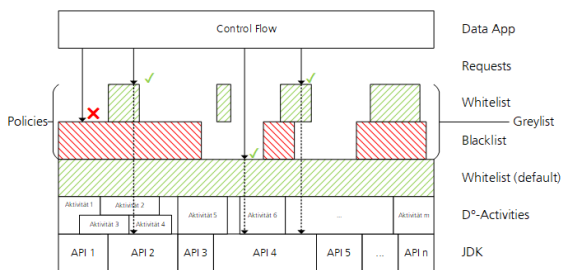 Control Flow
Data App
Requests
Whitelist
Policies
Greylist
Blacklist
Whitelist (default)
Aktivität 1
Aktivität 2
Aktivität 3
Aktivität 4
Aktivität 5
Aktivität 6
...
Aktivität m
D°-Activities
API 1
API 2
API 3
API 4
API 5
...
API n
JDK